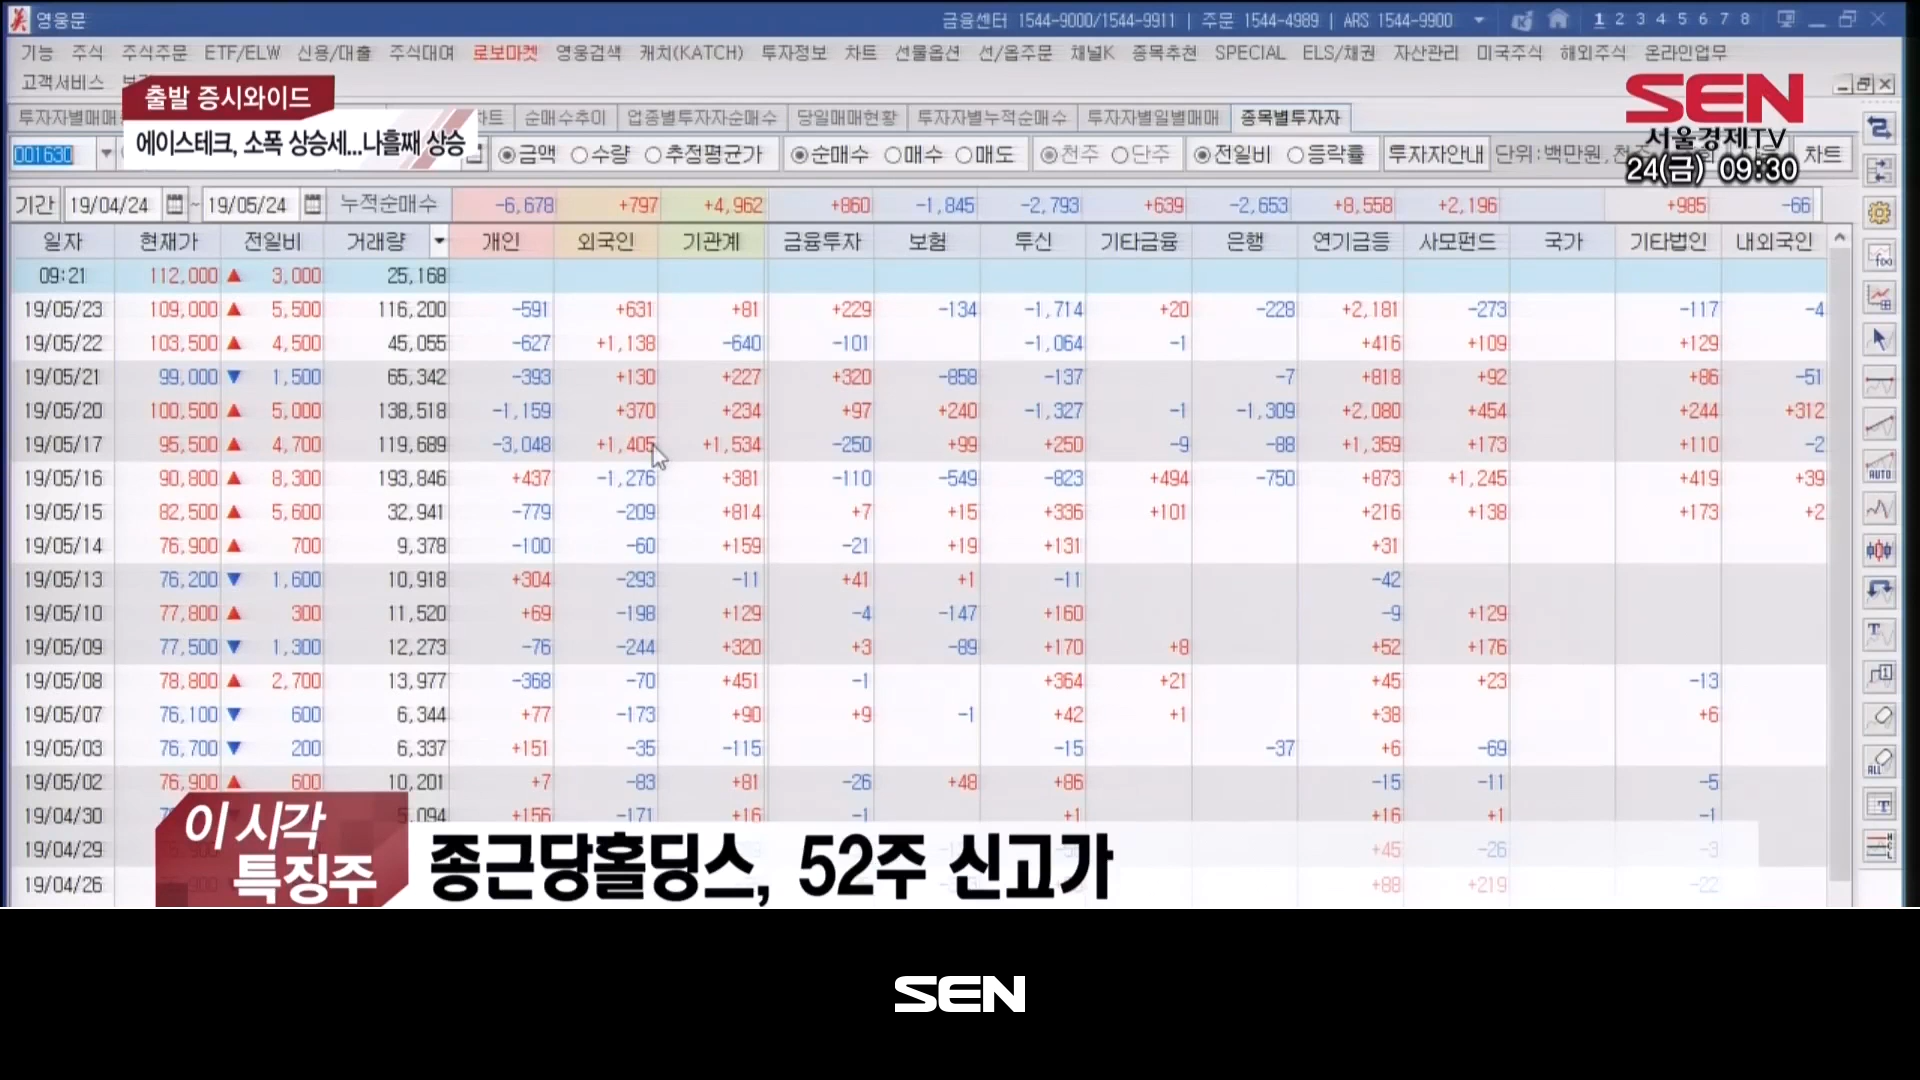 영웅문 금융센터 1544-9000/1544-9911 | 주문 1544-4989 | ARS 1544-9900 1 2 3 4 5 6 7 8
기능 주식 주식주문 ETF/ELW 신용/대출 주식대여 로보마켓 영웅검색 캐치(KATCH) 투자정보 차트 선물옵션 선/옵주문 채널K 종목추천 SPECIAL ELS/채권 자산관리 미국주식 해외주식 온라인업무
고객서비스
출발 증시와이드
에이스테크, 소폭 상승세...나흘째 상승
SEN
서울경제TV
24(금) 09:30
투자자별매매 차트 순매수추이 업종별투자자순매수 당일매매현황 투자자별누적순매수 투자자별일별매매 종목별투자자
001630 금액 수량 추정평균가 순매수 매수 매도 천주 단주 전일비 등락률 투자자안내 단위:백만원,천주 차트
기간 19/04/24 ~ 19/05/24 누적순매수 -6,678 +797 +4,962 +860 -1,845 -2,793 +639 -2,653 +8,558 +2,196 +985 -66
일자 현재가 전일비 거래량 개인 외국인 기관계 금융투자 보험 투신 기타금융 은행 연기금등 사모펀드 국가 기타법인 내외국인
09:21 112,000 ▲ 3,000 25,168
19/05/23 109,000 ▲ 5,500 116,200 -591 +631 +81 +229 -134 -1,714 +20 -228 +2,181 -273 -117 -4
19/05/22 103,500 ▲ 4,500 45,055 -627 +1,138 -640 -101 -1,064 -1 +416 +109 +129
19/05/21 99,000 ▼ 1,500 65,342 -393 +130 +227 +320 -858 -137 -7 +818 +92 +86 -51
19/05/20 100,500 ▲ 5,000 138,518 -1,159 +370 +234 +97 +240 -1,327 -1 -1,309 +2,080 +454 +244 +312
19/05/17 95,500 ▲ 4,700 119,689 -3,048 +1,405 +1,534 -250 +99 +250 -9 -88 +1,359 +173 +110 -2
19/05/16 90,800 ▲ 8,300 193,846 +437 -1,276 +381 -110 -549 -823 +494 -750 +873 +1,245 +419 +39
19/05/15 82,500 ▲ 5,600 32,941 -779 -209 +814 +7 +15 +336 +101 +216 +138 +173 +2
19/05/14 76,900 ▲ 700 9,378 -100 -60 +159 -21 +19 +131 +31
19/05/13 76,200 ▼ 1,600 10,918 +304 -293 -11 +41 +1 -11 -42
19/05/10 77,800 ▲ 300 11,520 +69 -198 +129 -4 -147 +160 -9 +129
19/05/09 77,500 ▼ 1,300 12,273 -76 -244 +320 +3 -89 +170 +8 +52 +176
19/05/08 78,800 ▲ 2,700 13,977 -368 -70 +451 -1 +364 +21 +45 +23 -13
19/05/07 76,100 ▼ 600 6,344 +77 -173 +90 +9 -1 +42 +1 +38 +6
19/05/03 76,700 ▼ 200 6,337 +151 -35 -115 -15 -37 +6 -69
19/05/02 76,900 ▲ 600 10,201 +7 -83 +81 -26 +48 +86 -15 -11 -5
19/04/30 5,094 +156 -171 +16 -1 +1 +16 +1 -1
19/04/29 +45 -26 -3
19/04/26 +88 +219 -22
이 시각
특징주
종근당홀딩스, 52주 신고가
SEN